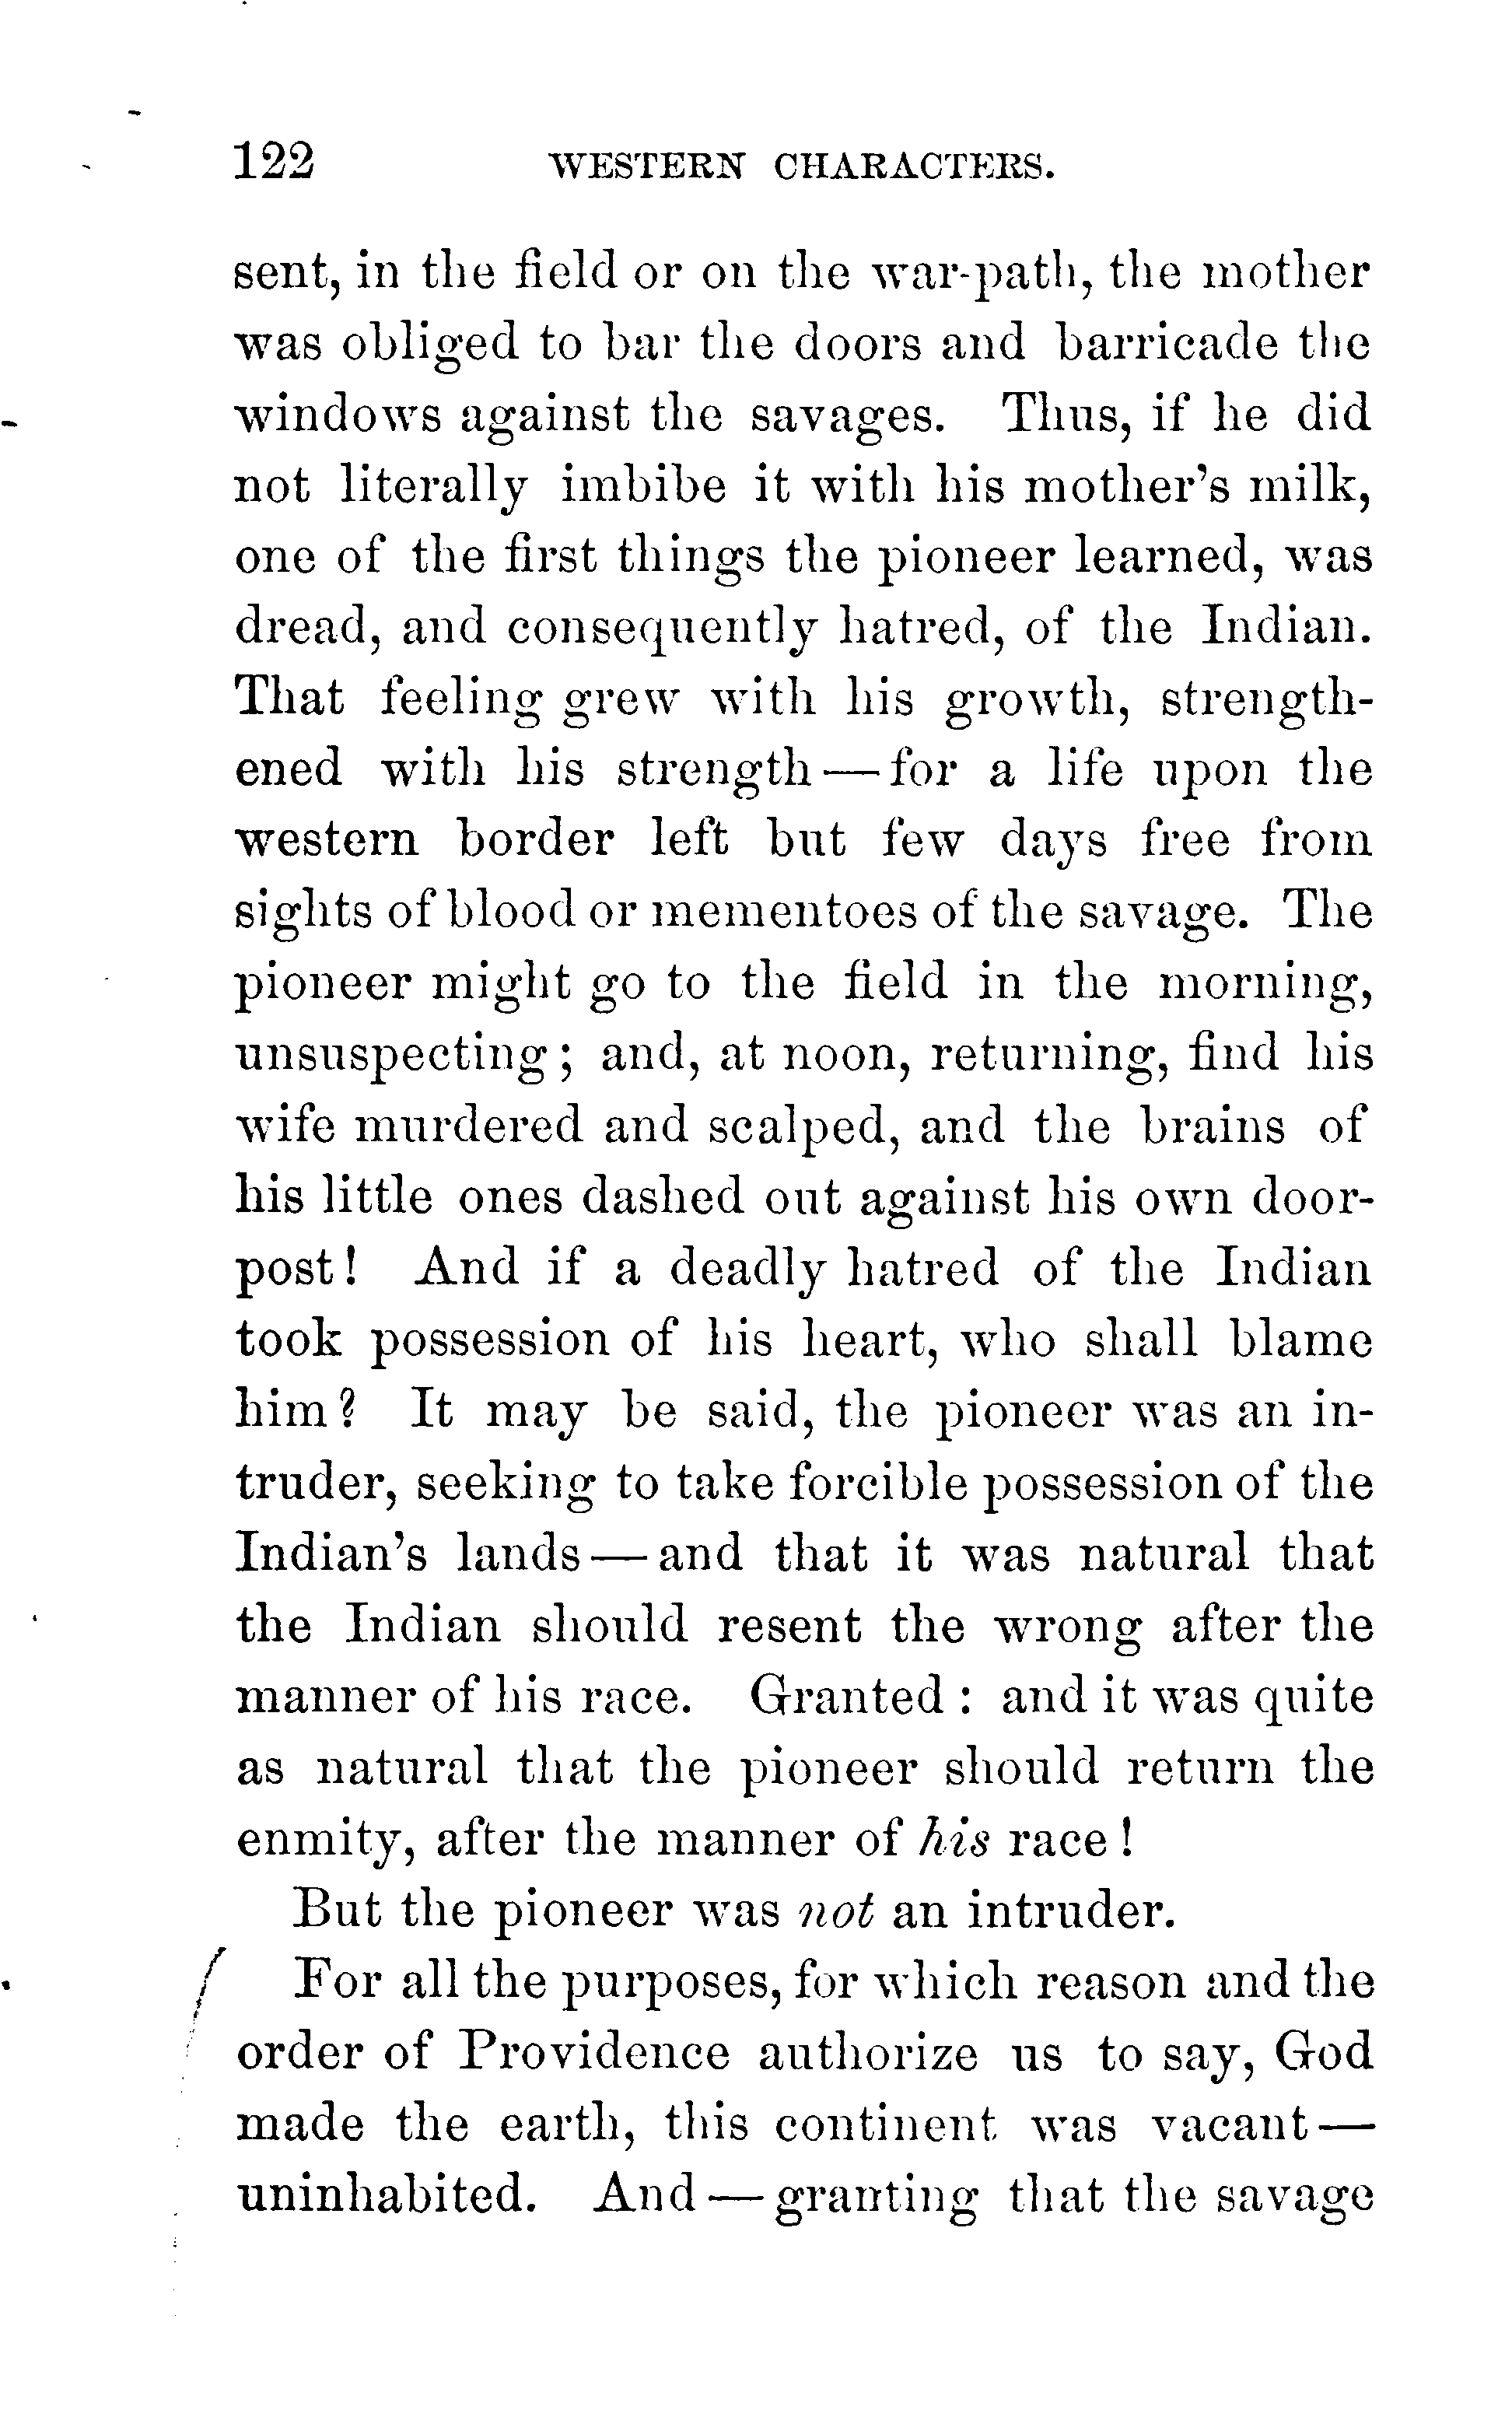 122 WESTERN CHARACTERS.
sent, in the field or on the war-path, the mother
was obliged to bar the doors and barricade the
windows against the savages. Thus, if he did
not literally imbibe it with his mother's milk,
one of the first things the pioneer learned, was
dread, and consequently hatred, of the Indian.
That feeling grew with his growth, strength-
ened with his strength—for a life upon the
western border left but few days free from
sights of blood or mementoes of the savage. The
pioneer might go to the field in the morning,
unsuspecting; and, at noon, returning, find his
wife murdered and scalped, and the brains of
his little ones dashed out against his own door-
post! And if a deadly hatred of the Indian
took possession of his heart, who shall blame
him? It may be said, the pioneer was an in-
truder, seeking to take forcible possession of the
Indian's lands—and that it was natural that
the Indian should resent the wrong after the
manner of his race. Granted: and it was quite
as natural that the pioneer should return the
enmity, after the manner of his race!
But the pioneer was not an intruder.
For all the purposes, for which reason and the
order of Providence authorize us to say, God
made the earth, this continent was vacant—
uninhabited. And—granting that the savage